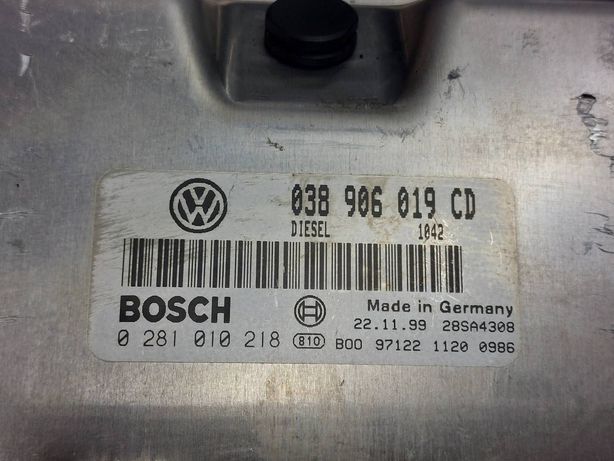 VW
038 906 019 CD
DIESEL 1042
BOSCH
Made in Germany
22.11.99 28SA4308
0 281 010 218 810 B00 97122 1120 0986